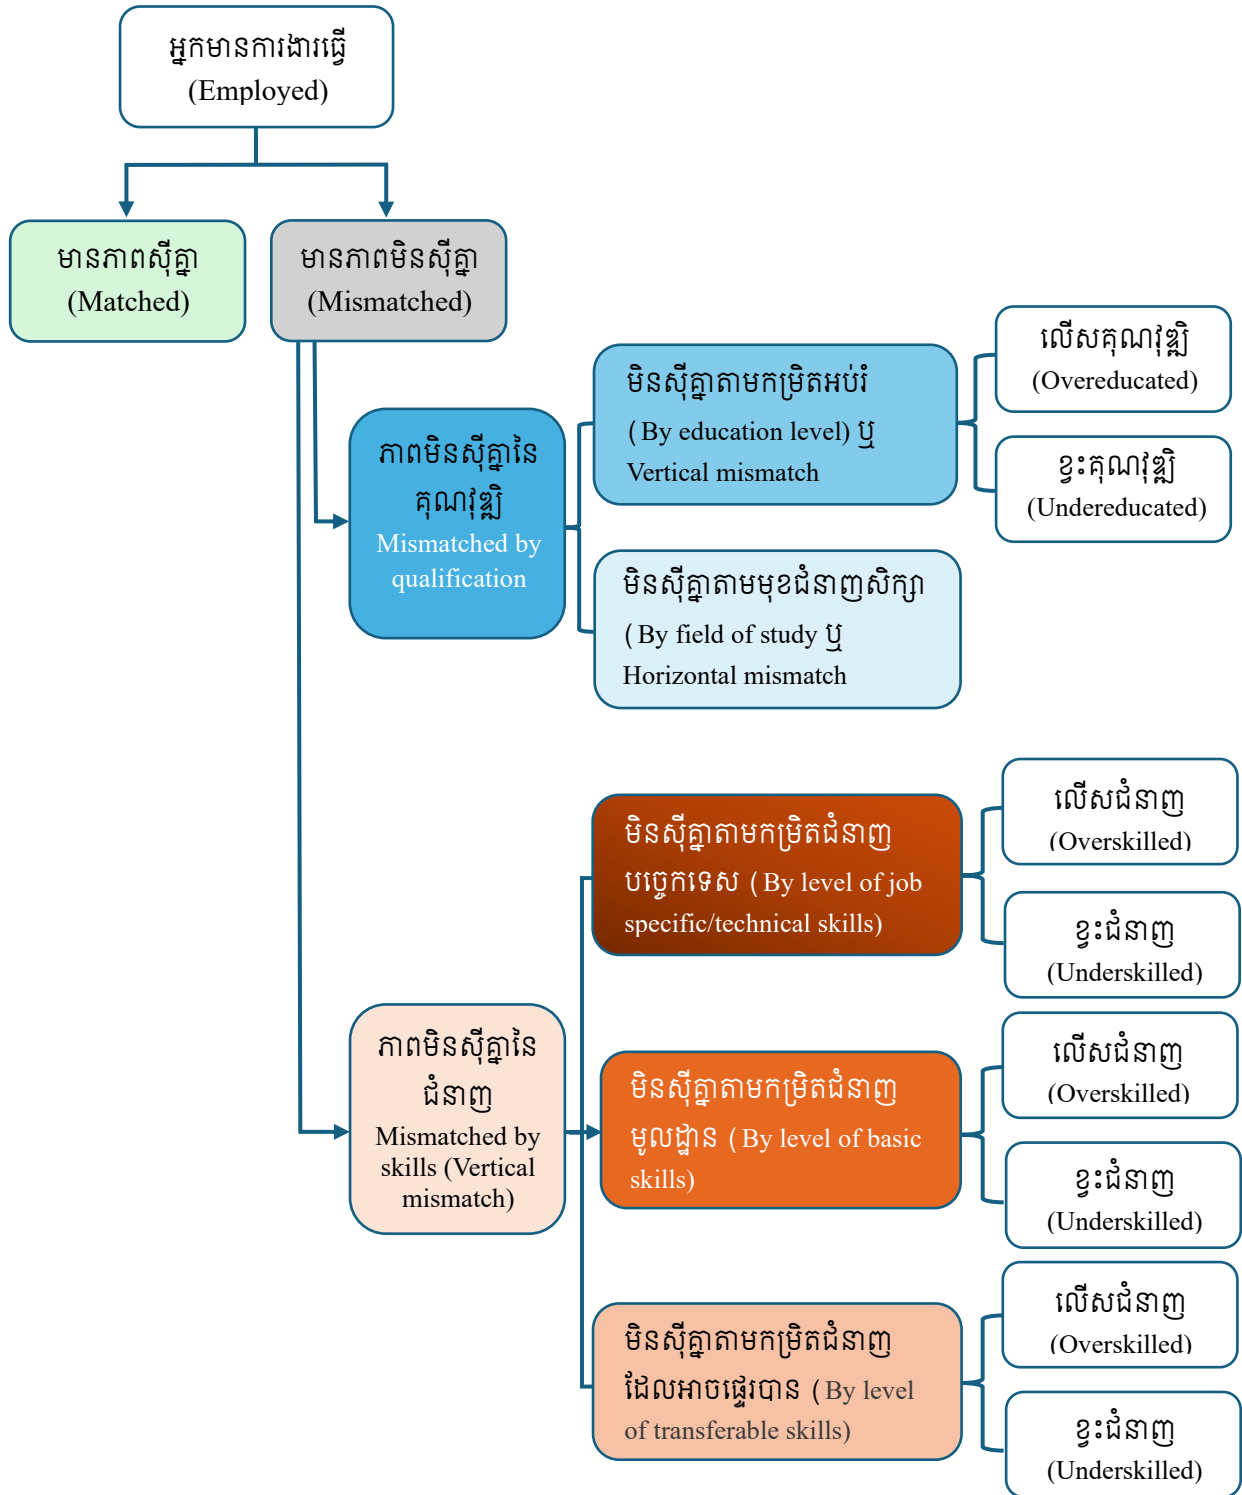 អ្នកមានការងារធ្វើ
(Employed)
មានភាពស៊ីគ្នា
(Matched)
មានភាពមិនស៊ីគ្នា
(Mismatched)
ភាពមិនស៊ីគ្នានៃ
គុណវុឌ្ឍិ
Mismatched by
qualification
មិនស៊ីគ្នាតាមកម្រិតអប់រំ
(By education level) ឬ
Vertical mismatch
លើសគុណវុឌ្ឍិ
(Overeducated)
ខ្វះគុណវុឌ្ឍិ
(Undereducated)
មិនស៊ីគ្នាតាមមុខជំនាញសិក្សា
(By field of study ឬ
Horizontal mismatch
ភាពមិនស៊ីគ្នានៃ
ជំនាញ
Mismatched by
skills (Vertical
mismatch)
មិនស៊ីគ្នាតាមកម្រិតជំនាញ
បច្ចេកទេស (By level of job
specific/technical skills)
លើសជំនាញ
(Overskilled)
ខ្វះជំនាញ
(Underskilled)
មិនស៊ីគ្នាតាមកម្រិតជំនាញ
មូលដ្ឋាន (By level of basic
skills)
លើសជំនាញ
(Overskilled)
ខ្វះជំនាញ
(Underskilled)
មិនស៊ីគ្នាតាមកម្រិតជំនាញ
ដែលអាចផ្ទេរបាន (By level
of transferable skills)
លើសជំនាញ
(Overskilled)
ខ្វះជំនាញ
(Underskilled)